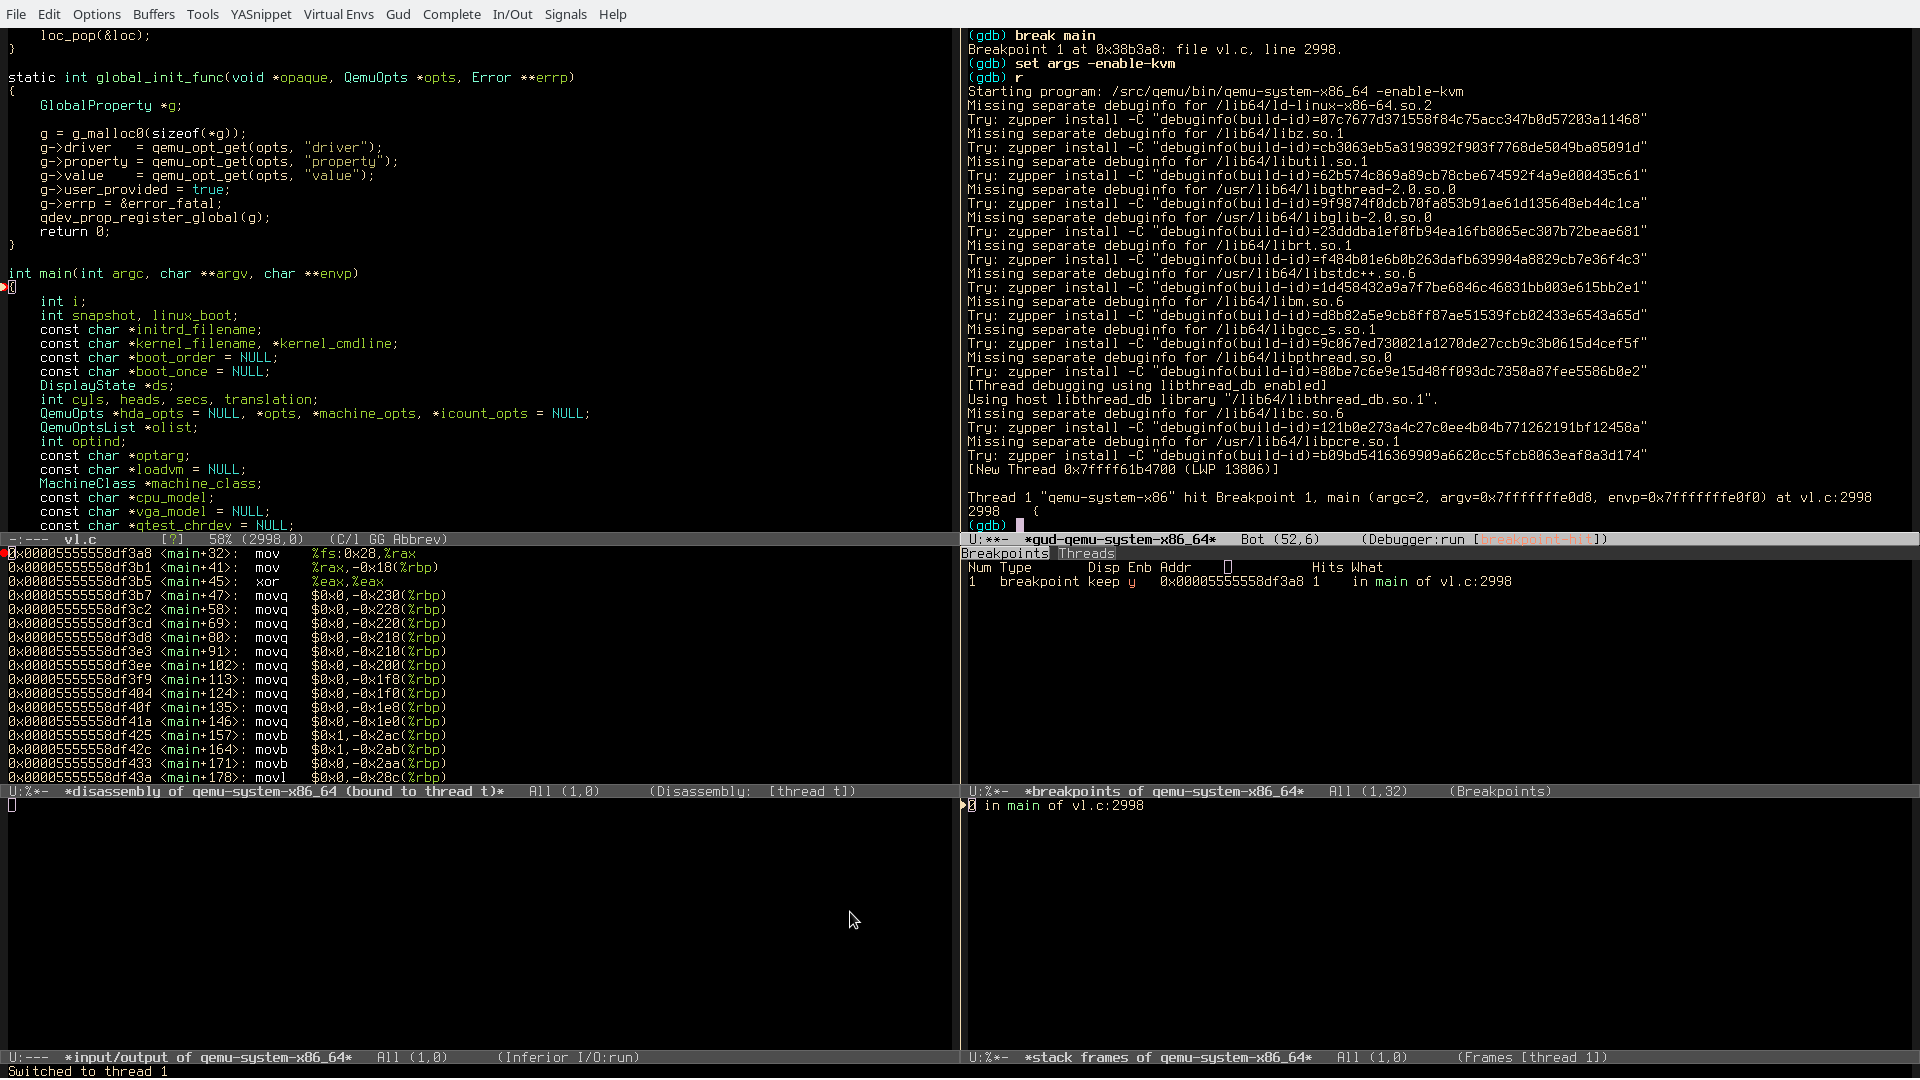 File Edit Options Buffers Tools YASnippet Virtual Envs Gud Complete In/Out Signals Help
    loc_pop(&loc);
}

static int global_init_func(void *opaque, QemuOpts *opts, Error **errp)
{
    GlobalProperty *g;

    g = g_malloc0(sizeof(*g));
    g->driver   = qemu_opt_get(opts, "driver");
    g->property = qemu_opt_get(opts, "property");
    g->value    = qemu_opt_get(opts, "value");
    g->user_provided = true;
    g->errp = &error_fatal;
    qdev_prop_register_global(g);
    return 0;
}

int main(int argc, char **argv, char **envp)
{
    int i;
    int snapshot, linux_boot;
    const char *initrd_filename;
    const char *kernel_filename, *kernel_cmdline;
    const char *boot_order = NULL;
    const char *boot_once = NULL;
    DisplayState *ds;
    int cyls, heads, secs, translation;
    QemuOpts *hda_opts = NULL, *opts, *machine_opts, *icount_opts = NULL;
    QemuOptsList *olist;
    int optind;
    const char *optarg;
    const char *loadvm = NULL;
    MachineClass *machine_class;
    const char *cpu_model;
    const char *vga_model = NULL;
    const char *qtest_chrdev = NULL;
-:---  vl.c        [?]   58% (2998,0)   (C/l GG Abbrev)
(gdb) break main
Breakpoint 1 at 0x38b3a8: file vl.c, line 2998.
(gdb) set args -enable-kvm
(gdb) r
Starting program: /src/qemu/bin/qemu-system-x86_64 -enable-kvm
Missing separate debuginfo for /lib64/ld-linux-x86-64.so.2
Try: zypper install -C "debuginfo(build-id)=07c7677d371558f84c75acc347b0d57203a11468"
Missing separate debuginfo for /lib64/libz.so.1
Try: zypper install -C "debuginfo(build-id)=cb3063eb5a3198392f903f7768de5049ba85091d"
Missing separate debuginfo for /lib64/libutil.so.1
Try: zypper install -C "debuginfo(build-id)=62b574c869a89cb78cbe674592f4a9e000435c61"
Missing separate debuginfo for /usr/lib64/libgthread-2.0.so.0
Try: zypper install -C "debuginfo(build-id)=9f9874f0dcb70fa853b91ae61d135648eb44c1ca"
Missing separate debuginfo for /usr/lib64/libglib-2.0.so.0
Try: zypper install -C "debuginfo(build-id)=23dddba1ef0fb94ea16fb8065ec307b72beae681"
Missing separate debuginfo for /lib64/librt.so.1
Try: zypper install -C "debuginfo(build-id)=f484b01e6b0b263dafb639904a8829cb7e36f4c3"
Missing separate debuginfo for /usr/lib64/libstdc++.so.6
Try: zypper install -C "debuginfo(build-id)=1d458432a9a7f7be6846c46831bb003e615bb2e1"
Missing separate debuginfo for /lib64/libm.so.6
Try: zypper install -C "debuginfo(build-id)=d8b82a5e9cb8ff87ae51539fcb02433e6543a65d"
Missing separate debuginfo for /lib64/libgcc_s.so.1
Try: zypper install -C "debuginfo(build-id)=9c067ed730021a1270de27ccb9c3b0615d4cef5f"
Missing separate debuginfo for /lib64/libpthread.so.0
Try: zypper install -C "debuginfo(build-id)=80be7c6e9e15d48ff093dc7350a87fee5586b0e2"
[Thread debugging using libthread_db enabled]
Using host libthread_db library "/lib64/libthread_db.so.1".
Missing separate debuginfo for /lib64/libc.so.6
Try: zypper install -C "debuginfo(build-id)=121b0e273a4c27c0ee4b04b771262191bf12458a"
Missing separate debuginfo for /usr/lib64/libpcre.so.1
Try: zypper install -C "debuginfo(build-id)=b09bd5416369909a6620cc5fcb8063eaf8a3d174"
[New Thread 0x7ffff61b4700 (LWP 13806)]

Thread 1 "qemu-system-x86" hit Breakpoint 1, main (argc=2, argv=0x7fffffffe0d8, envp=0x7fffffffe0f0) at vl.c:2998
2998    {
(gdb)
U:**-  *gud-qemu-system-x86_64*   Bot (52,6)     (Debugger:run [breakpoint-hit])
0x00005555558df3a8 <main+32>:  mov    %fs:0x28,%rax
0x00005555558df3b1 <main+41>:  mov    %rax,-0x18(%rbp)
0x00005555558df3b5 <main+45>:  xor    %eax,%eax
0x00005555558df3b7 <main+47>:  movq   $0x0,-0x230(%rbp)
0x00005555558df3c2 <main+58>:  movq   $0x0,-0x228(%rbp)
0x00005555558df3cd <main+69>:  movq   $0x0,-0x220(%rbp)
0x00005555558df3d8 <main+80>:  movq   $0x0,-0x218(%rbp)
0x00005555558df3e3 <main+91>:  movq   $0x0,-0x210(%rbp)
0x00005555558df3ee <main+102>: movq   $0x0,-0x200(%rbp)
0x00005555558df3f9 <main+113>: movq   $0x0,-0x1f8(%rbp)
0x00005555558df404 <main+124>: movq   $0x0,-0x1f0(%rbp)
0x00005555558df40f <main+135>: movq   $0x0,-0x1e8(%rbp)
0x00005555558df41a <main+146>: movq   $0x0,-0x1e0(%rbp)
0x00005555558df425 <main+157>: movb   $0x1,-0x2ac(%rbp)
0x00005555558df42c <main+164>: movb   $0x1,-0x2ab(%rbp)
0x00005555558df433 <main+171>: movb   $0x0,-0x2aa(%rbp)
0x00005555558df43a <main+178>: movl   $0x0,-0x28c(%rbp)
U:%*-  *disassembly of qemu-system-x86_64 (bound to thread t)*   All (1,0)      (Disassembly:  [thread t])
Breakpoints Threads
Num Type       Disp Enb Addr               Hits What
1   breakpoint keep y   0x00005555558df3a8 1    in main of vl.c:2998
U:%*-  *breakpoints of qemu-system-x86_64*   All (1,32)     (Breakpoints)
0 in main of vl.c:2998
U:---  *input/output of qemu-system-x86_64*   All (1,0)      (Inferior I/O:run)
U:%*-  *stack frames of qemu-system-x86_64*   All (1,0)      (Frames [thread 1])
Switched to thread 1